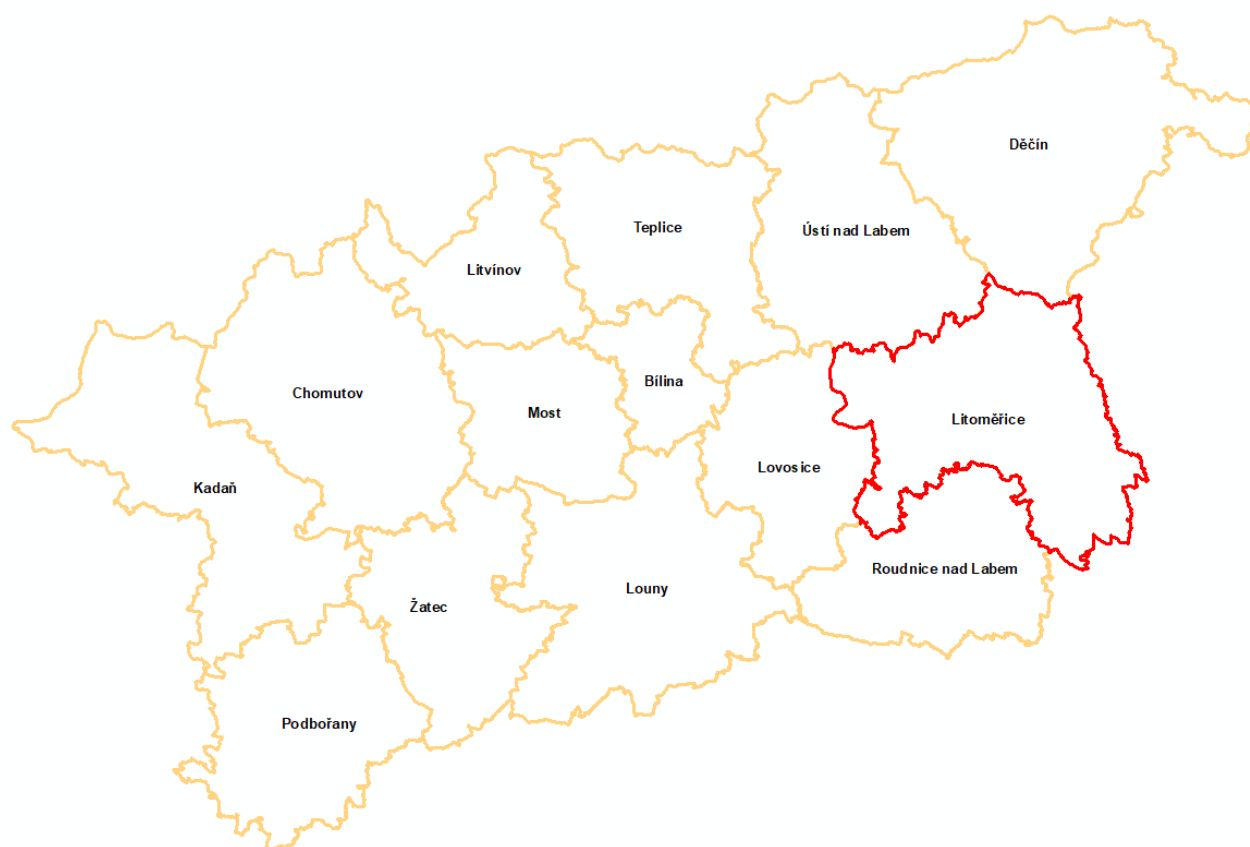 Děčín
Teplice
Ústí nad Labem
Litvínov
Bílina
Chomutov
Most
Litoměřice
Lovosice
Kadaň
Roudnice nad Labem
Louny
Žatec
Podbořany